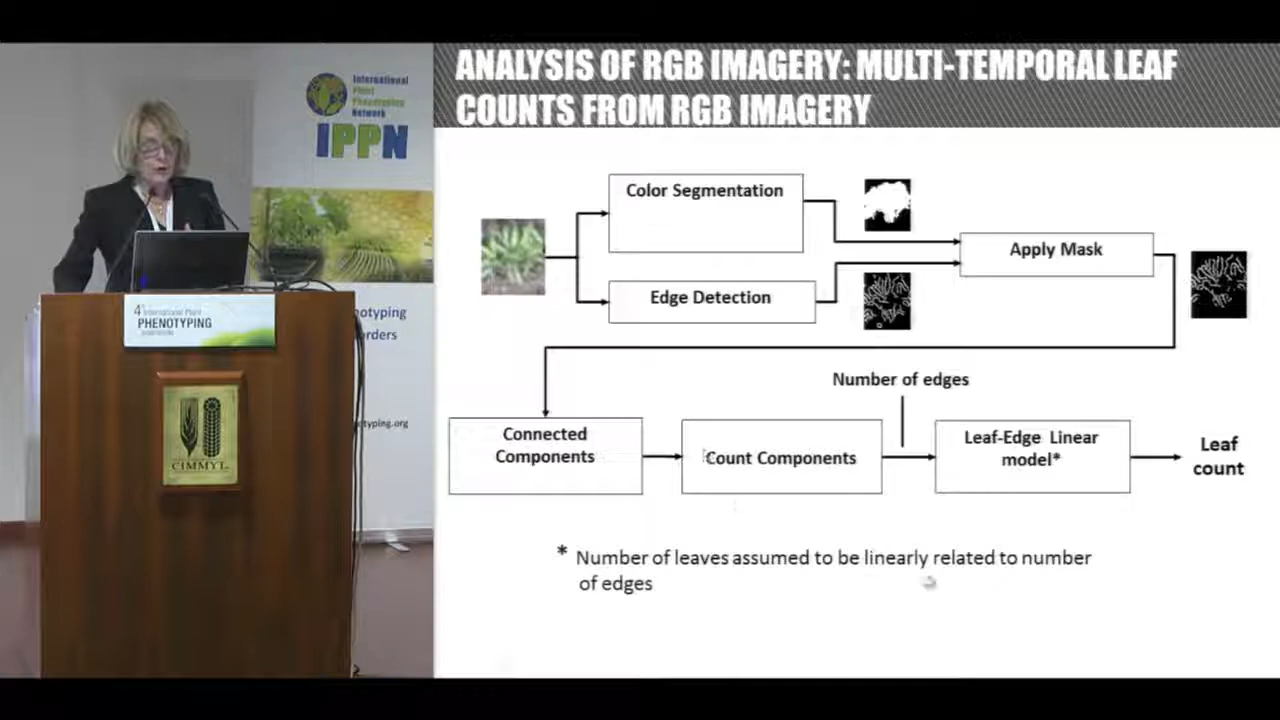 ANALYSIS OF RGB IMAGERY: MULTI-TEMPORAL LEAF
COUNTS FROM RGB IMAGERY
International
Plant
Phenotyping
Network
IPPN
Color Segmentation
Apply Mask
Edge Detection
4th International Plant
PHENOTYPING
notyping
rders
Number of edges
typing.org
CIMMYT
Connected
Components
Count Components
Leaf-Edge Linear
model*
Leaf
count
* Number of leaves assumed to be linearly related to number
of edges